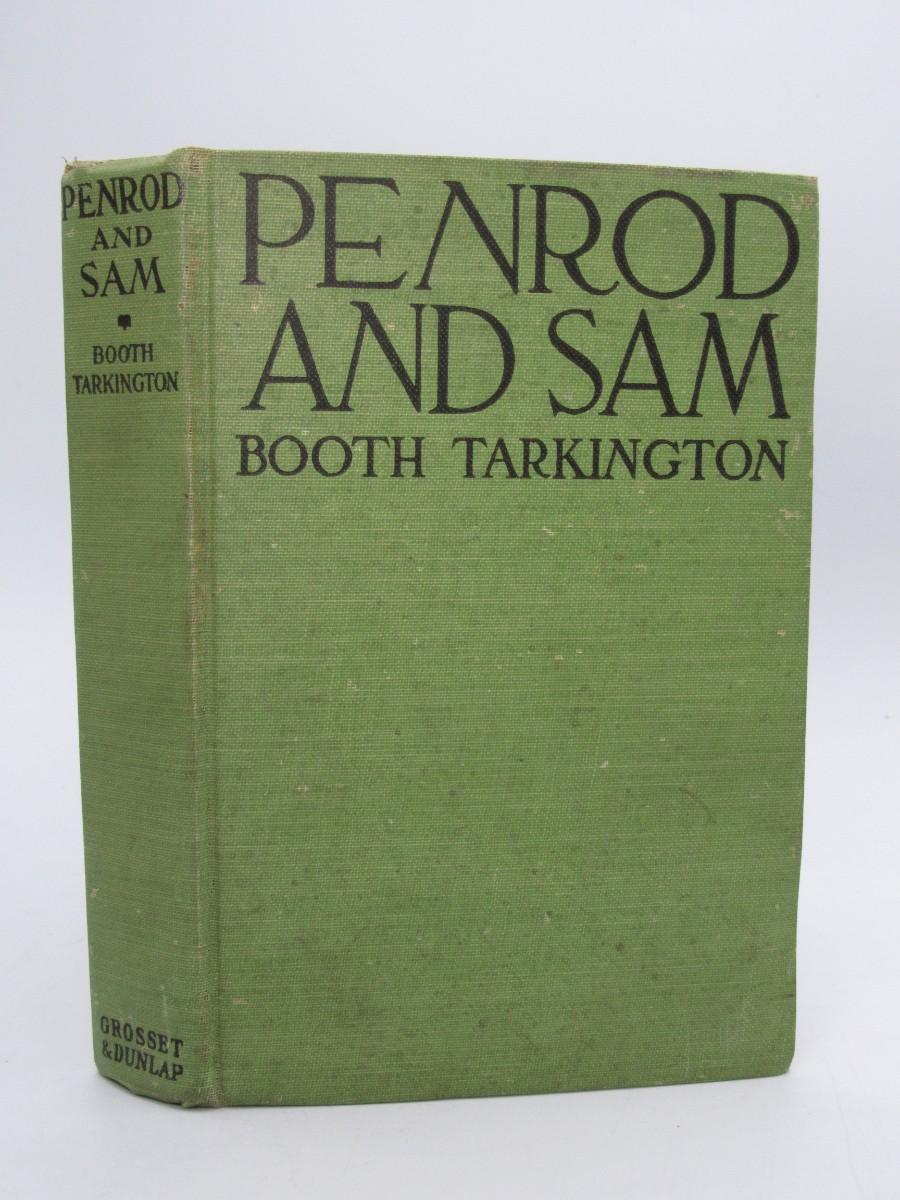 PENROD
AND
SAM
BOOTH
TARKINGTON
GROSSET
& DUNLAP
PENROD
AND SAM
BOOTH TARKINGTON